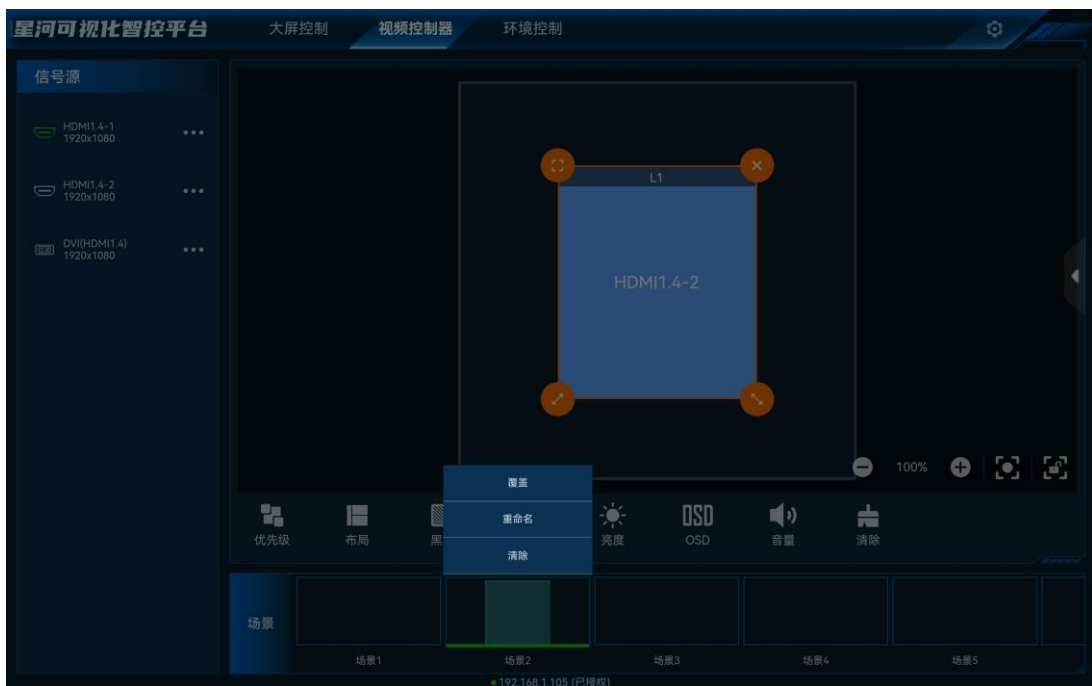 星河可视化智控平台
大屏控制
视频控制器
环境控制
信号源
HDMI1.4-1
1920x1080
HDMI1.4-2
1920x1080
DVI(HDMI1.4)
1920x1080
L1
HDMI1.4-2
100%
覆盖
重命名
清除
优先级
布局
黑
亮度
OSD
OSD
音量
清除
场景
场景1
场景2
场景3
场景4
场景5
192.168.1.105 (已授权)